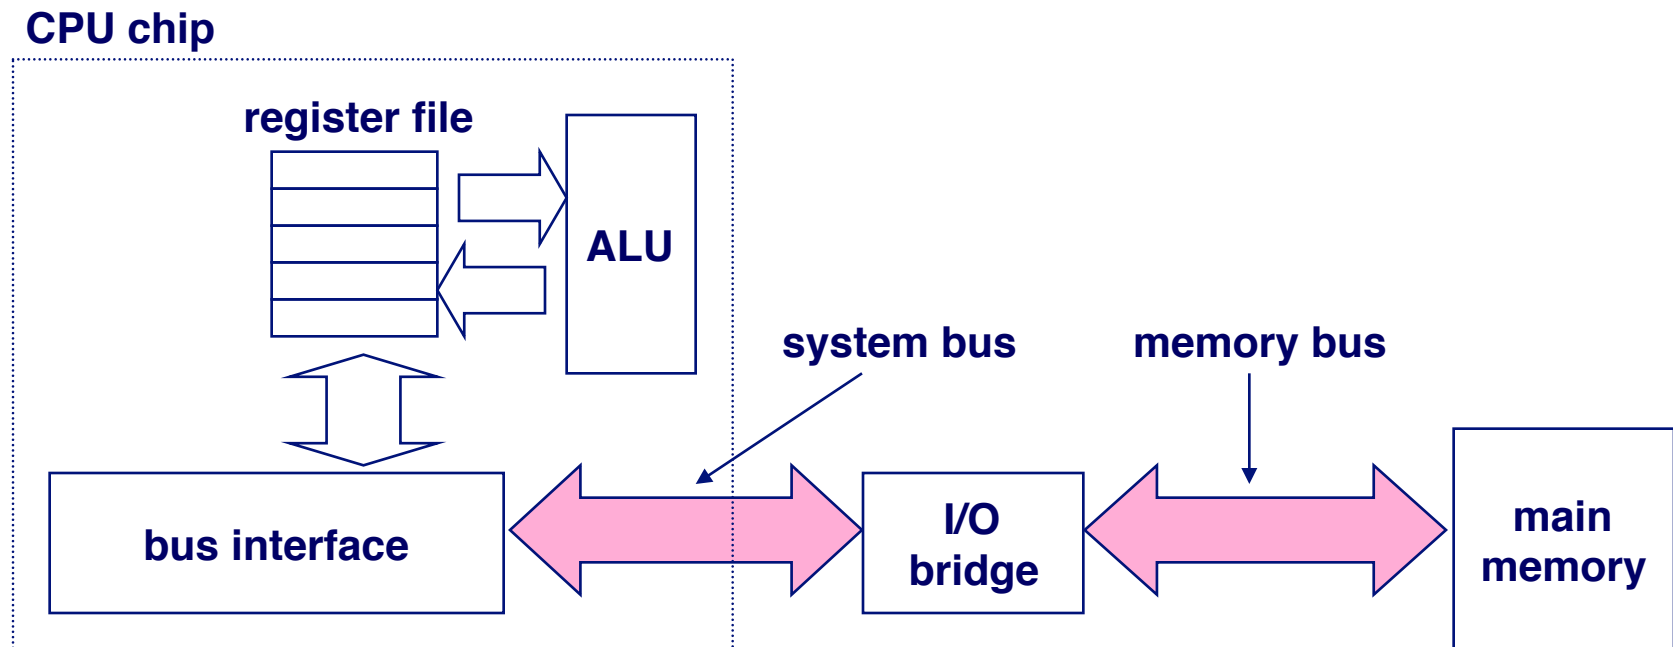 CPU chip
register file
ALU
system bus
memory bus
bus interface
I/O
bridge
main
memory